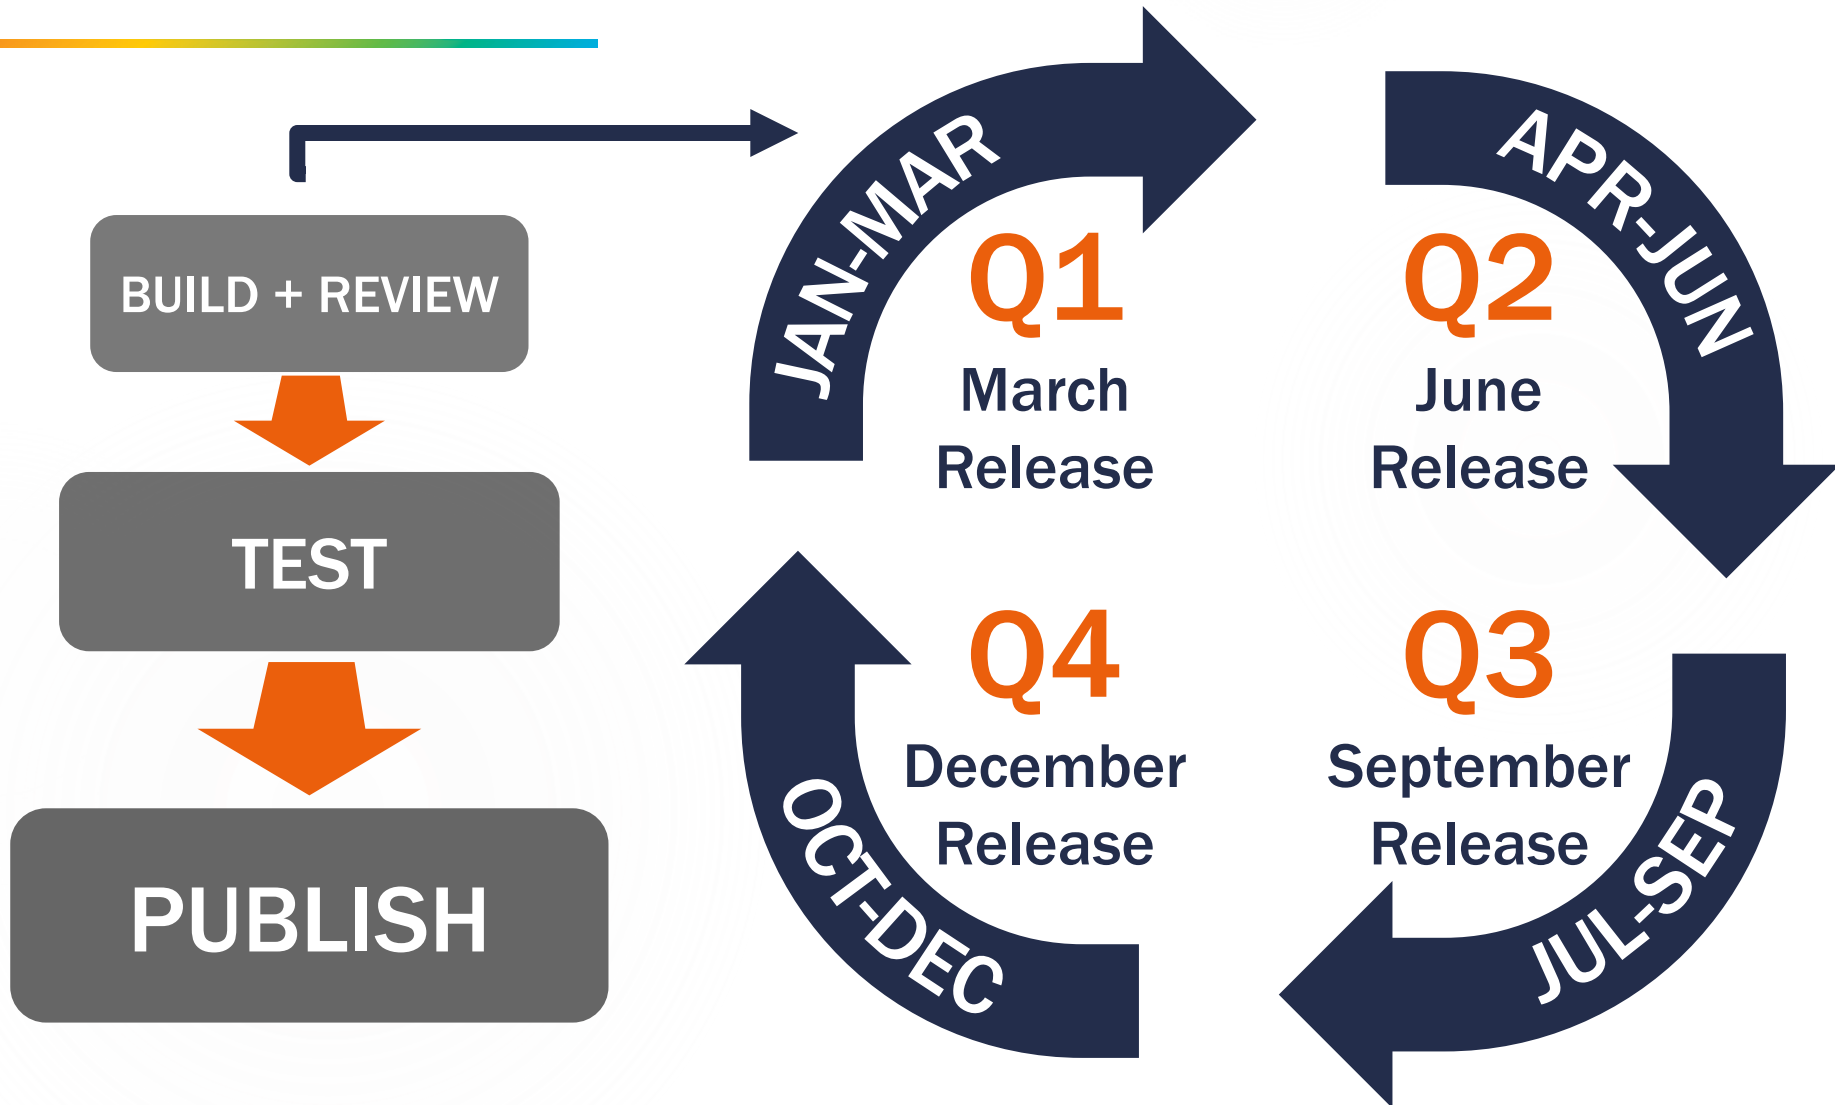 BUILD + REVIEW
TEST
PUBLISH
JAN-MAR
Q1
March
Release
APR-JUN
Q2
June
Release
JUL-SEP
Q3
September
Release
OCT-DEC
Q4
December
Release